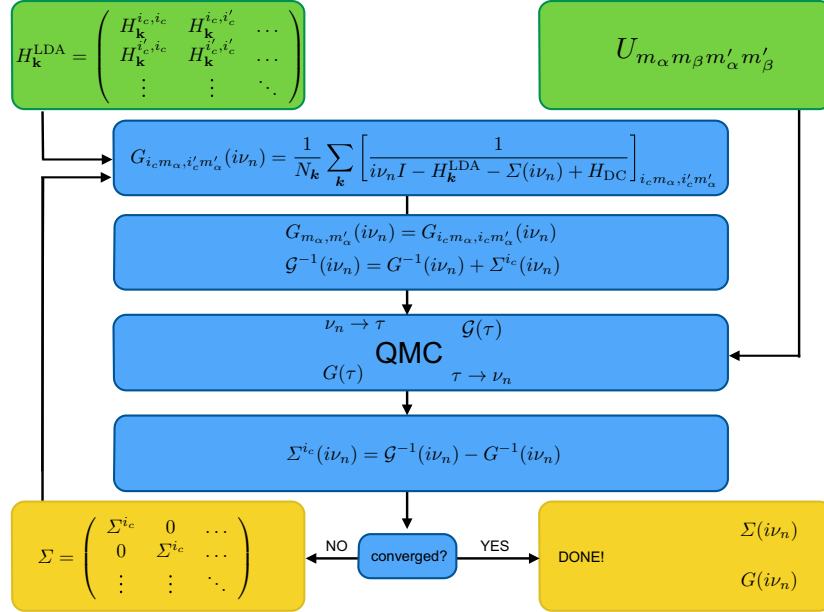 H_𝐤^LDA = ( H_𝐤^{i_c,i_c} H_𝐤^{i_c,i'_c} …
H_𝐤^{i'_c,i_c} H_𝐤^{i'_c,i'_c} …
⋮ ⋮ ⋱ )
U_{m_α m_β m'_α m'_β}
G_{i_c m_α, i'_c m'_α}(iν_n) = 1/N_𝒌 ∑_𝒌 [ 1 / (iν_n I − H_𝐤^LDA − Σ(iν_n) + H_DC) ]_{i_c m_α, i'_c m'_α}
G_{m_α, m'_α}(iν_n) = G_{i_c m_α, i_c m'_α}(iν_n)
𝒢^{−1}(iν_n) = G^{−1}(iν_n) + Σ^{i_c}(iν_n)
ν_n → τ 𝒢(τ)
QMC
G(τ) τ → ν_n
Σ^{i_c}(iν_n) = 𝒢^{−1}(iν_n) − G^{−1}(iν_n)
Σ = ( Σ^{i_c} 0 …
0 Σ^{i_c} …
⋮ ⋮ ⋱ )
NO
converged?
YES
DONE!
Σ(iν_n)
G(iν_n)